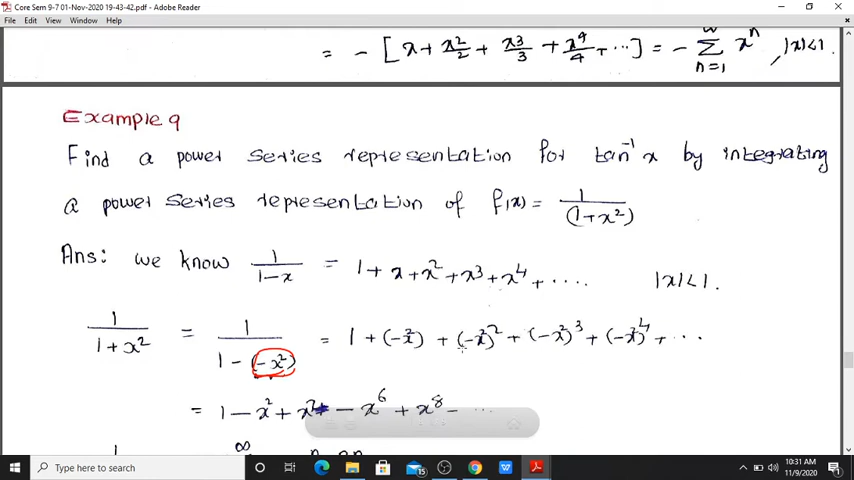 Core Sem 9-7 01-Nov-2020 19-43-42.pdf - Adobe Reader
File Edit View Window Help
= - [x + x²/2 + x3/3 + x⁴/4 + ...] = - ∞∑n=1 xⁿ, |x|<1.
Example 9
Find a power series representation for tan⁻¹ x by integrating
a power series representation of f(x) = 1/(1+x²)
Ans: we know 1/(1-x) = 1 + x + x² + x³ + x⁴ + .... |x|<1.
1/(1+x²) = 1/(1-(-x²)) = 1 + (-x²) + (-x²)² + (-x²)³ + (-x²)⁴ + ...
= 1 - x² + - x⁶ + x⁸ - ...
1 ∞
Type here to search
15
10:31 AM
11/9/2020